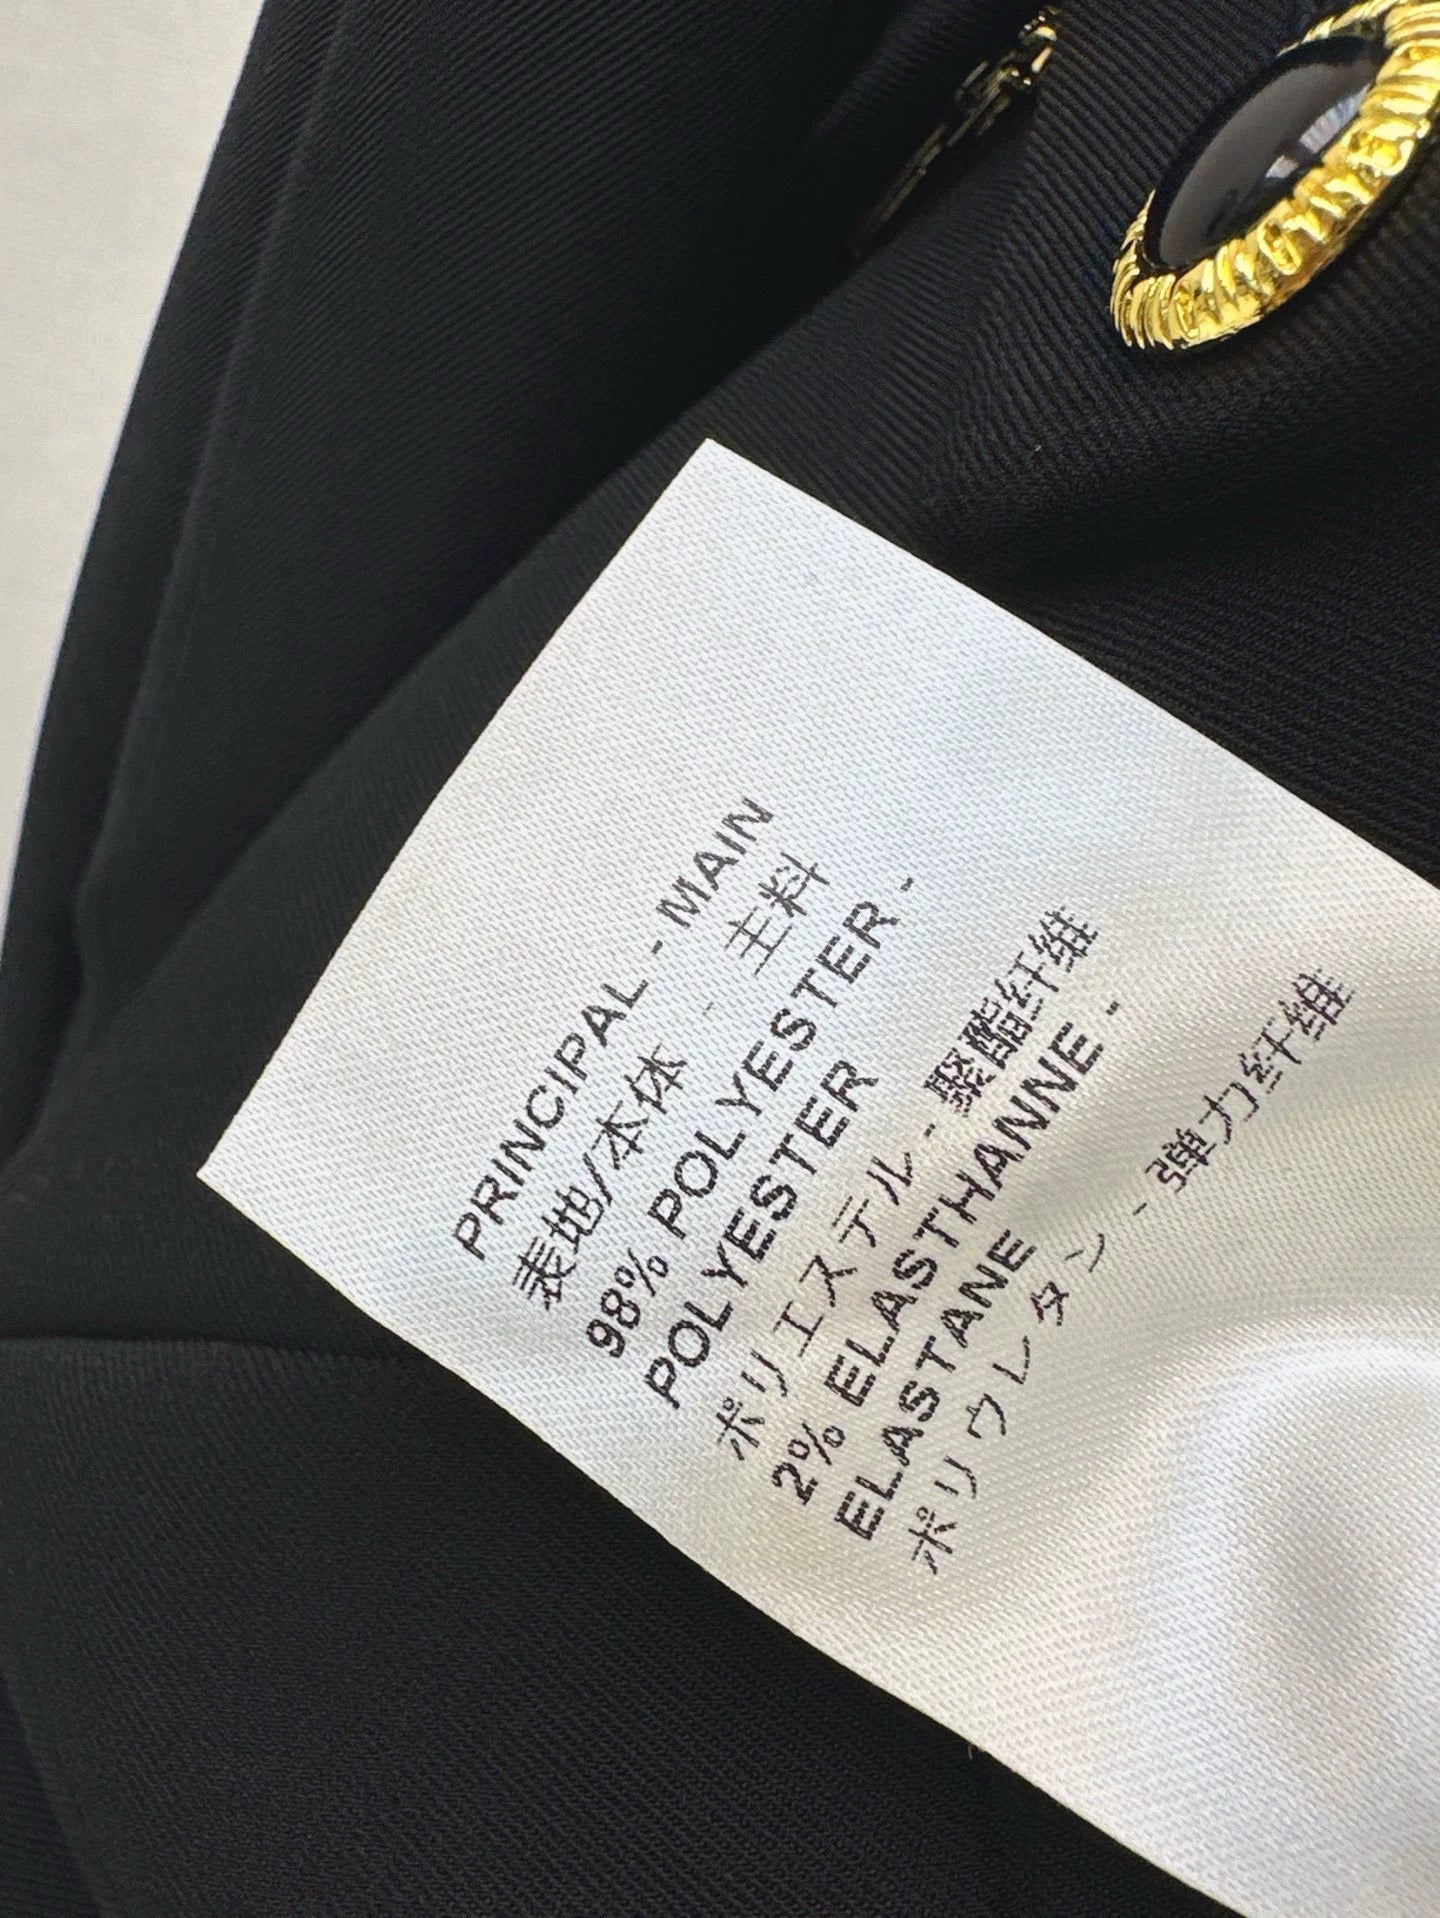 PRINCIPAL - MAIN
表地/本体 - 主料
98% POLYESTER -
POLYESTER
ポリエステル - 聚酯纤维
2% ELASTHANNE -
ELASTANE
ポリウレタン - 弹力纤维